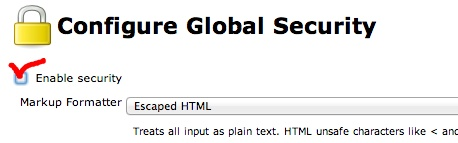 Configure Global Security
Enable security
Markup Formatter Escaped HTML
Treats all input as plain text. HTML unsafe characters like < and